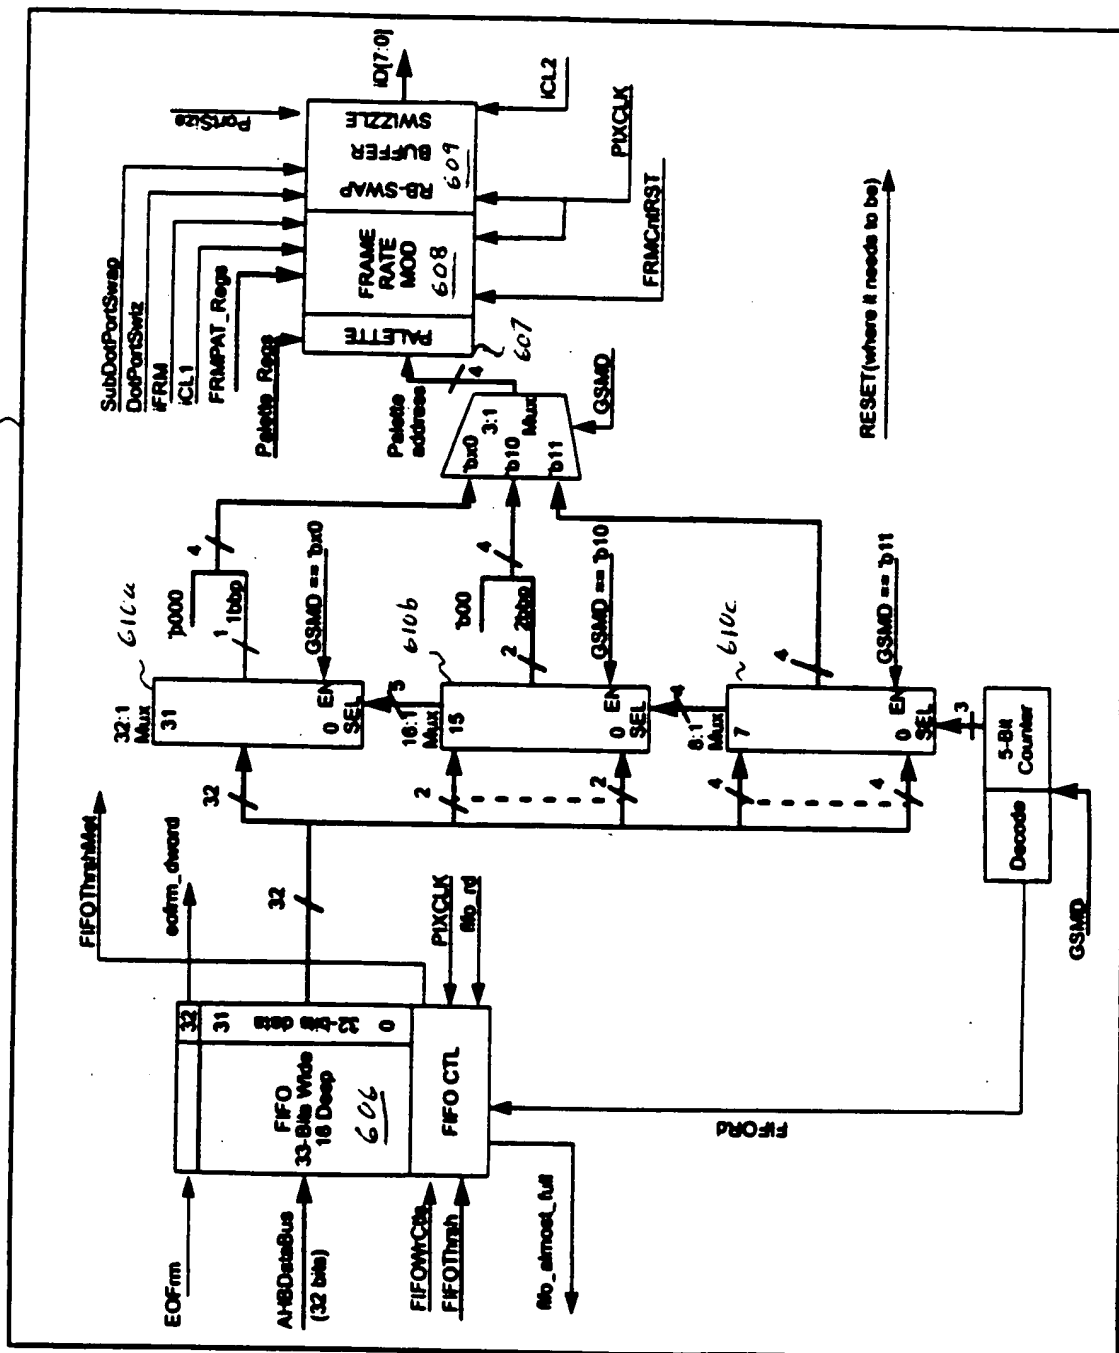 EOFrm
AHBDataBus
(32 bits)
FIFOWrCtls
FIFOThrsh
fifo_almost_full
FIFO
33-Bits Wide
16 Deep
606
32
31
32-bits data
0
FIFO CTL
FIFOThrshMet
eofrm_dword
32
PIXCLK
fifo_rd
FIFORd
32
2
2
4
4
32:1
Mux
31
0
EN
SEL
610a
16:1
Mux
15
0
EN
SEL
610b
8:1
Mux
7
0
EN
SEL
610c
5
4
3
Decode
5-Bit
Counter
GSMD
'b000
1
1bbp
4
GSMD == 'bx0
'b00
2
2bbp
4
GSMD == 'b10
4
GSMD == 'b11
'bx0
'b10
'b11
3:1
Mux
GSMD
Palette
address
4
SubDotPortSwap
DotPortSwiz
iFRM
iCL1
FRMPAT_Regs
Palette_Regs
PortSize
PALETTE
607
FRAME
RATE
MOD
608
RB-SWAP
BUFFER
SWIZZLE
609
iD[7:0]
iCL2
PIXCLK
FRMCntRST
RESET(where it needs to be)